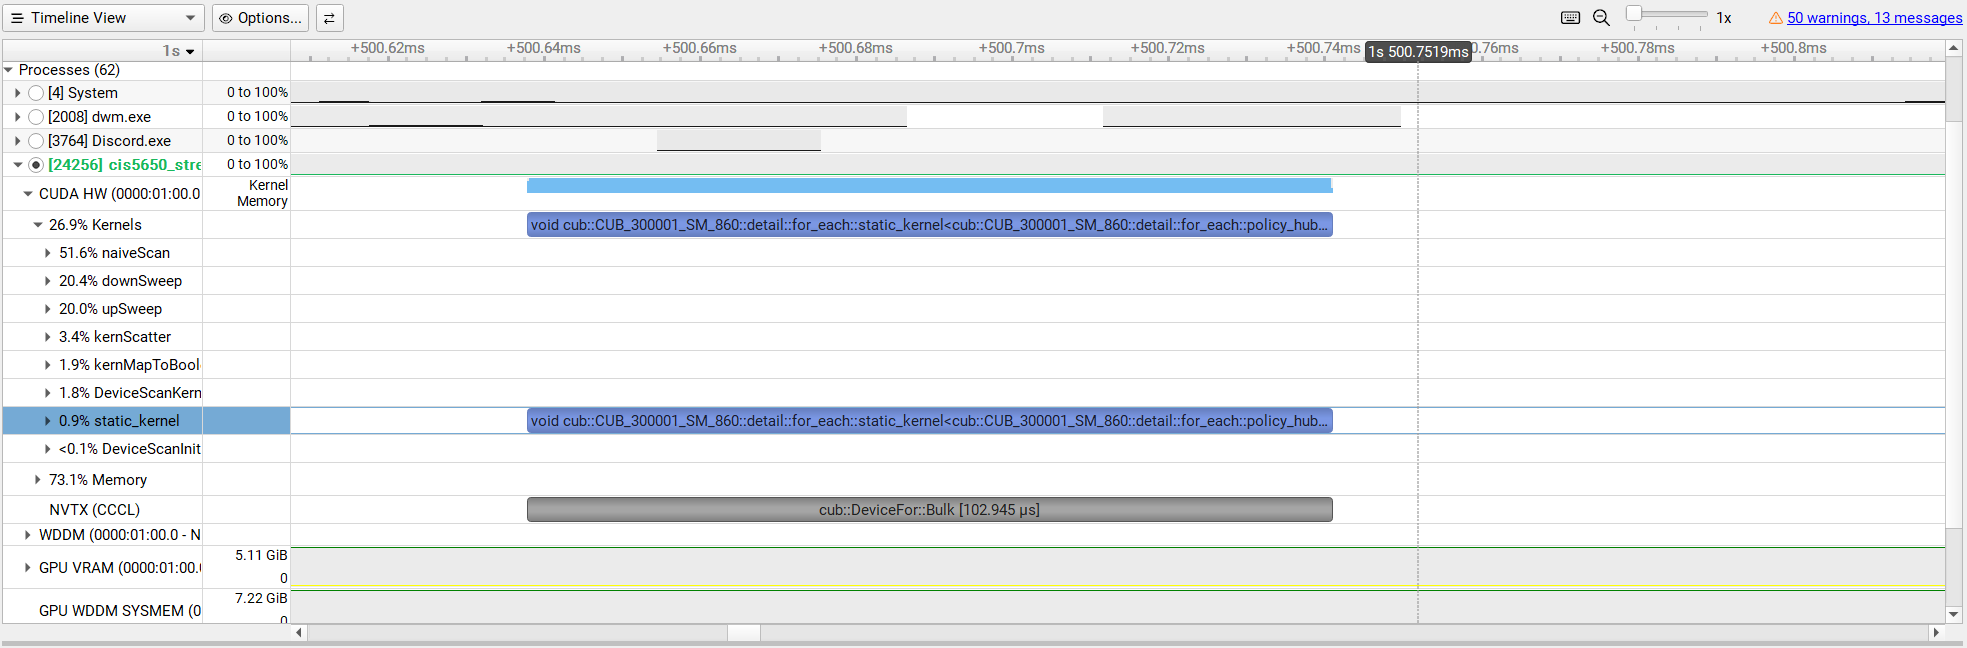 Timeline View Options... 1x 50 warnings, 13 messages
1s +500.62ms +500.64ms +500.66ms +500.68ms +500.7ms +500.72ms +500.74ms 1s 500.7519ms 0.76ms +500.78ms +500.8ms
Processes (62)
[4] System 0 to 100%
[2008] dwm.exe 0 to 100%
[3764] Discord.exe 0 to 100%
[24256] cis5650_stre 0 to 100%
CUDA HW (0000:01:00.0 Kernel
Memory
26.9% Kernels void cub::CUB_300001_SM_860::detail::for_each::static_kernel<cub::CUB_300001_SM_860::detail::for_each::policy_hub...
51.6% naiveScan
20.4% downSweep
20.0% upSweep
3.4% kernScatter
1.9% kernMapToBool
1.8% DeviceScanKern
0.9% static_kernel void cub::CUB_300001_SM_860::detail::for_each::static_kernel<cub::CUB_300001_SM_860::detail::for_each::policy_hub...
<0.1% DeviceScanInit
73.1% Memory
NVTX (CCCL) cub::DeviceFor::Bulk [102.945 µs]
WDDM (0000:01:00.0 - N
5.11 GiB
GPU VRAM (0000:01:00.
0
7.22 GiB
GPU WDDM SYSMEM (0
0